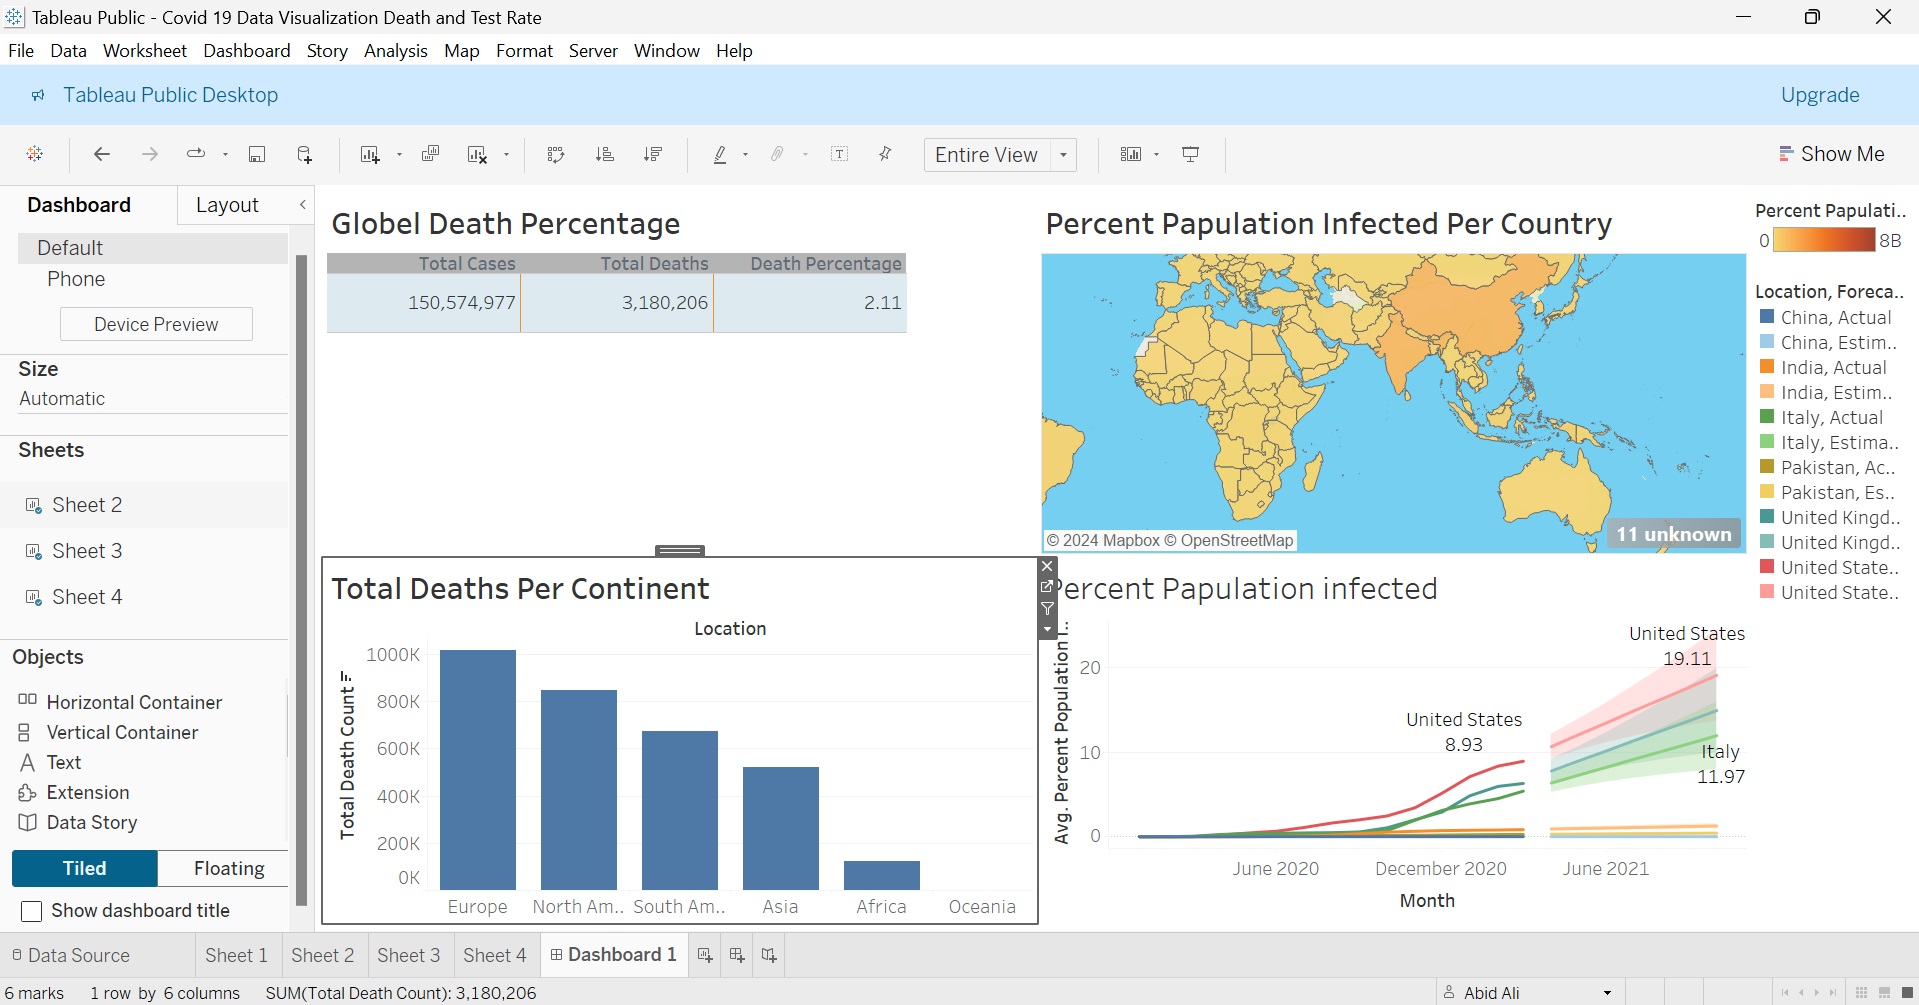 Tableau Public - Covid 19 Data Visualization Death and Test Rate
File Data Worksheet Dashboard Story Analysis Map Format Server Window Help
Tableau Public Desktop
Upgrade
Entire View
Show Me
Dashboard
Layout
Default
Phone
Device Preview
Size
Automatic
Sheets
Sheet 2
Sheet 3
Sheet 4
Objects
Horizontal Container
Vertical Container
Text
Extension
Data Story
Tiled
Floating
Show dashboard title
Globel Death Percentage
Total Cases Total Deaths Death Percentage
150,574,977 3,180,206 2.11
Percent Papulation Infected Per Country
© 2024 Mapbox © OpenStreetMap
11 unknown
Percent Papulati..
0 8B
Location, Foreca..
China, Actual
China, Estim..
India, Actual
India, Estim..
Italy, Actual
Italy, Estima..
Pakistan, Ac..
Pakistan, Es..
United Kingd..
United Kingd..
United State..
United State..
Total Deaths Per Continent
Location
Total Death Count
1000K
800K
600K
400K
200K
0K
Europe North Am.. South Am.. Asia Africa Oceania
Percent Papulation infected
Avg. Percent Population I..
20
10
0
United States
19.11
United States
8.93
Italy
11.97
June 2020 December 2020 June 2021
Month
Data Source Sheet 1 Sheet 2 Sheet 3 Sheet 4 Dashboard 1
6 marks 1 row by 6 columns SUM(Total Death Count): 3,180,206
Abid Ali